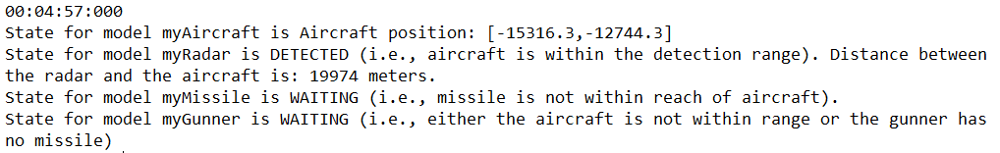 00:04:57:000
State for model myAircraft is Aircraft position: [-15316.3,-12744.3]
State for model myRadar is DETECTED (i.e., aircraft is within the detection range). Distance between
the radar and the aircraft is: 19974 meters.
State for model myMissile is WAITING (i.e., missile is not within reach of aircraft).
State for model myGunner is WAITING (i.e., either the aircraft is not within range or the gunner has
no missile)